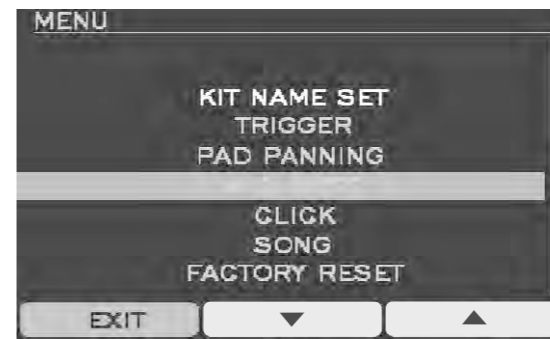 MENU
KIT NAME SET
TRIGGER
PAD PANNING
CLICK
SONG
FACTORY RESET
EXIT ▼ ▲